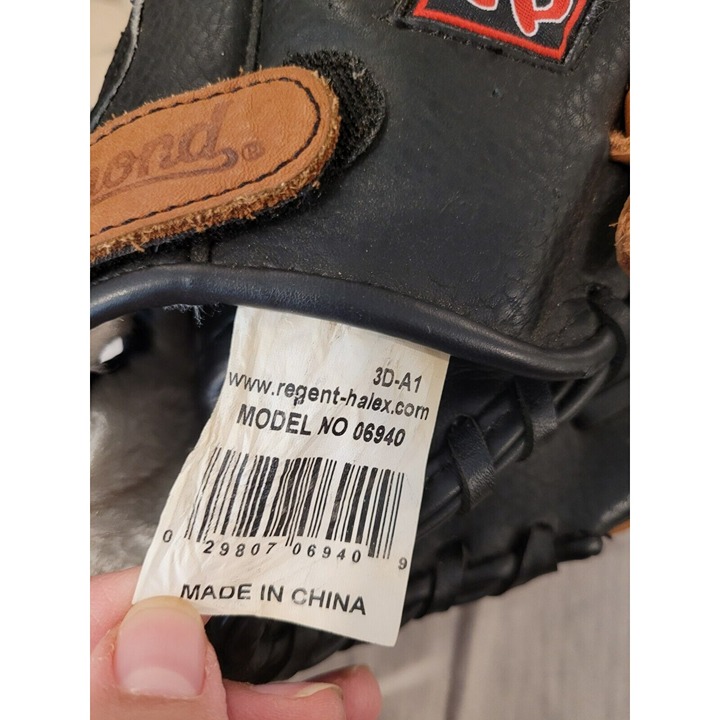 ond®
3D-A1
www.regent-halex.com
MODEL NO 06940
0 29807 06940 9
MADE IN CHINA